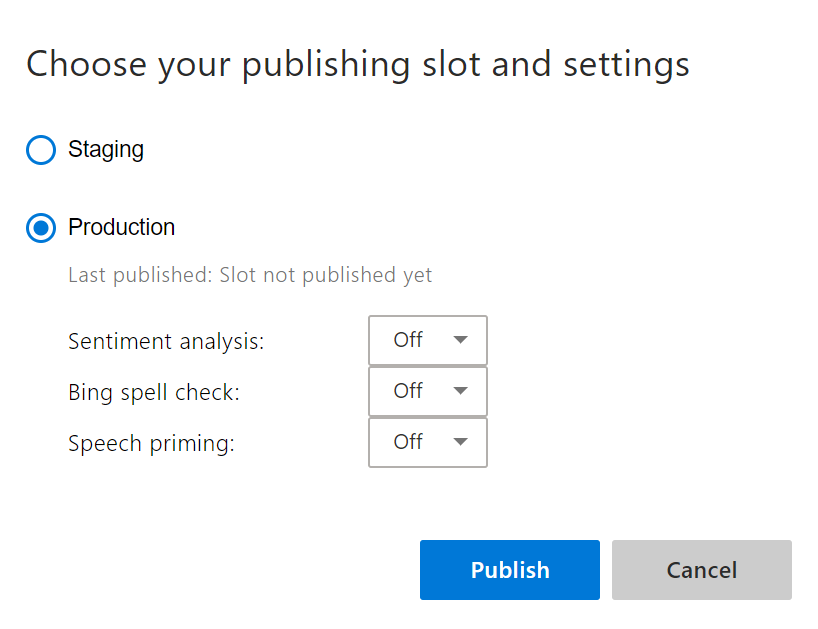 Choose your publishing slot and settings
Staging
Production
Last published: Slot not published yet
Sentiment analysis: Off
Bing spell check: Off
Speech priming: Off
Publish Cancel